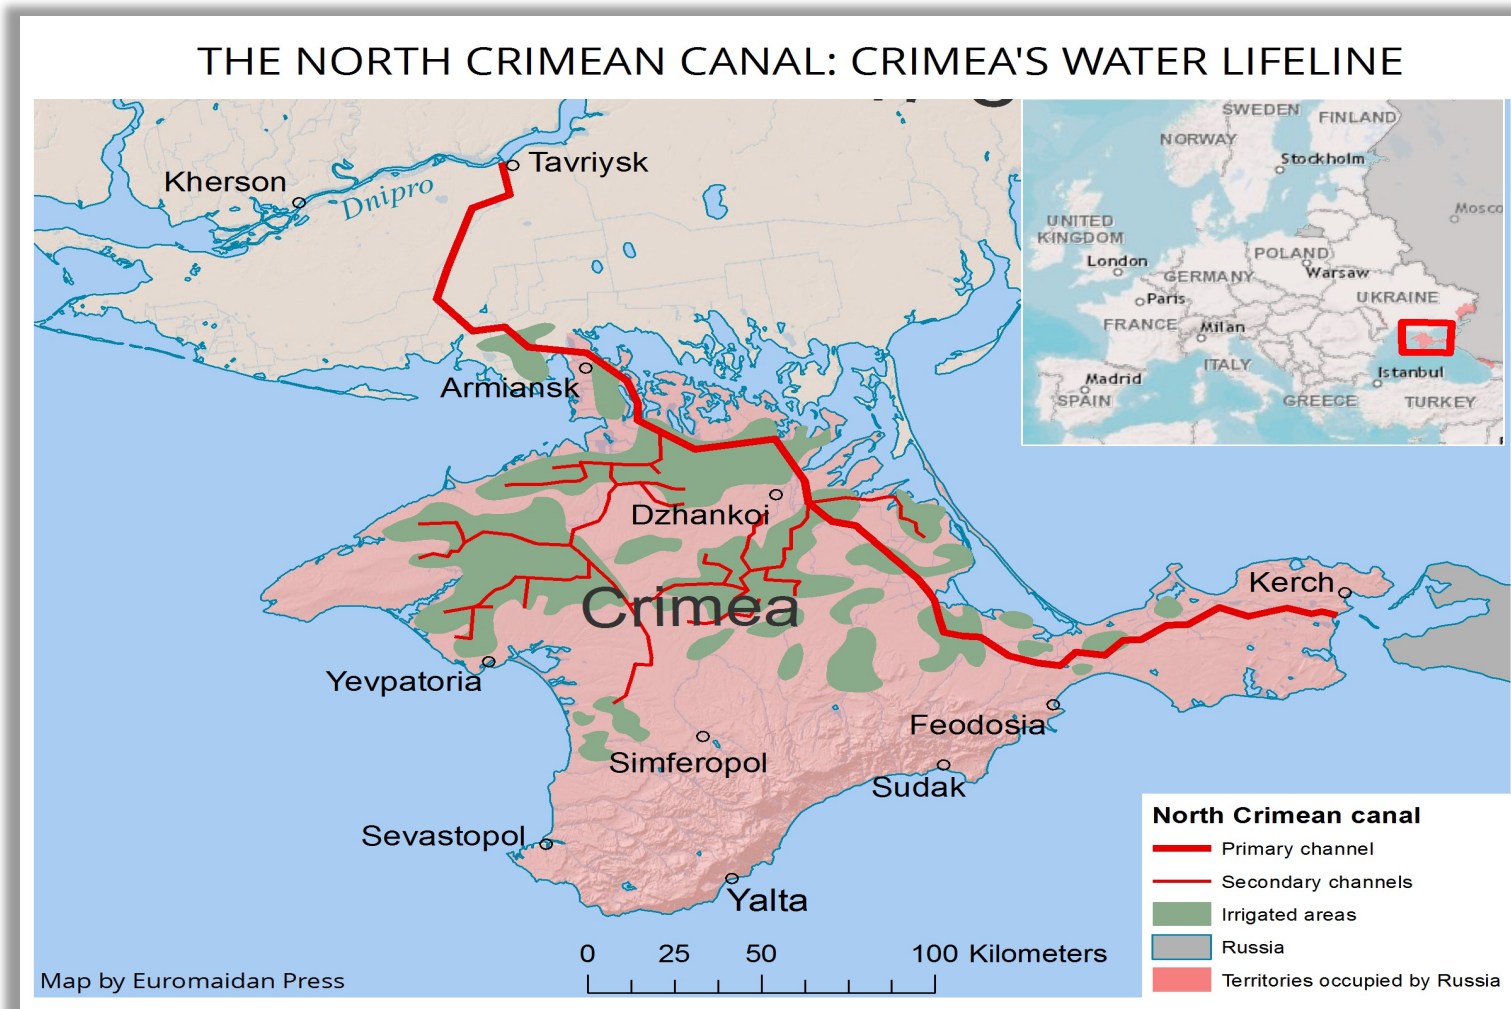 THE NORTH CRIMEAN CANAL: CRIMEA'S WATER LIFELINE
Tavriysk
Kherson
Dnipro
Armiansk
Dzhankoi
Crimea
Kerch
Yevpatoria
Feodosia
Simferopol
Sudak
Sevastopol
Yalta
0 25 50 100 Kilometers
Map by Euromaidan Press
SWEDEN
FINLAND
NORWAY
Stockholm
Mosco
UNITED
KINGDOM
London
POLAND
GERMANY
Warsaw
Paris
UKRAINE
FRANCE
Milan
ITALY
Istanbul
Madrid
SPAIN
GREECE
TURKEY
North Crimean canal
Primary channel
Secondary channels
Irrigated areas
Russia
Territories occupied by Russia